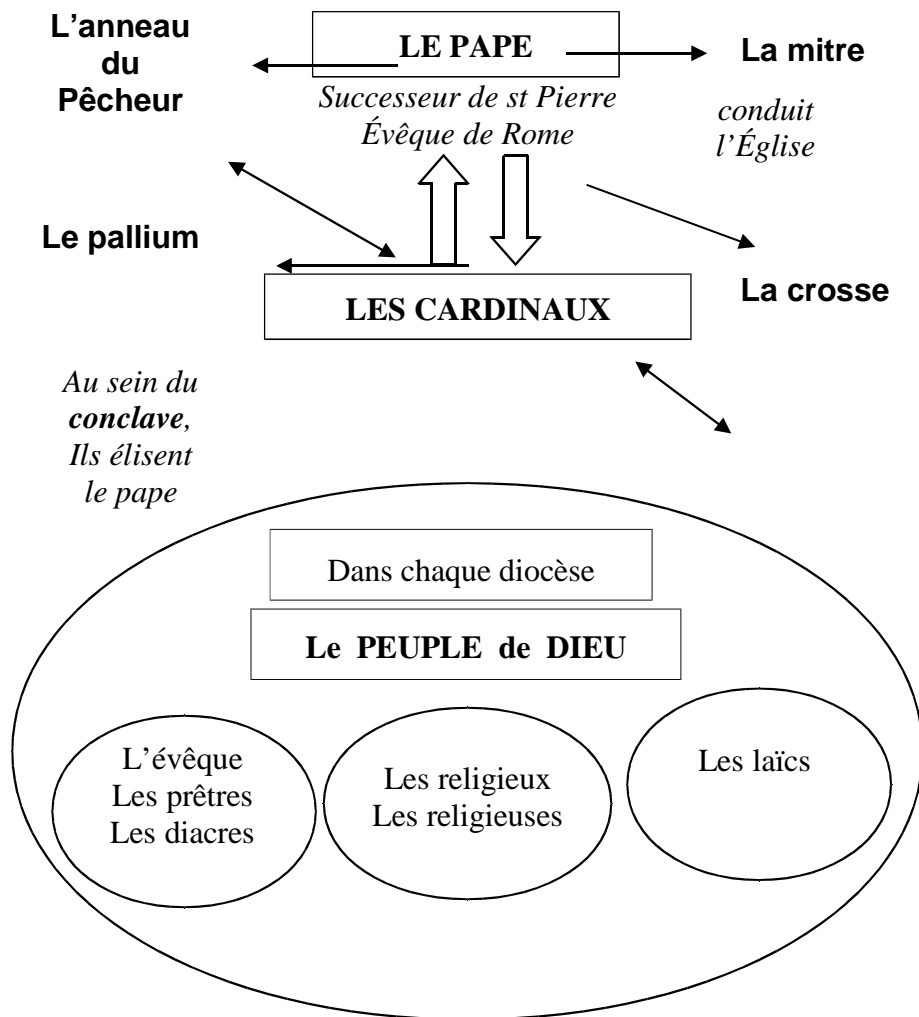 L'anneau
du
Pêcheur
LE PAPE
La mitre
Successeur de st Pierre
Évêque de Rome
conduit
l'Église
Le pallium
La crosse
LES CARDINAUX
Au sein du
conclave,
Ils élisent
le pape
Dans chaque diocèse
Le PEUPLE de DIEU
L'évêque
Les prêtres
Les diacres
Les religieux
Les religieuses
Les laïcs